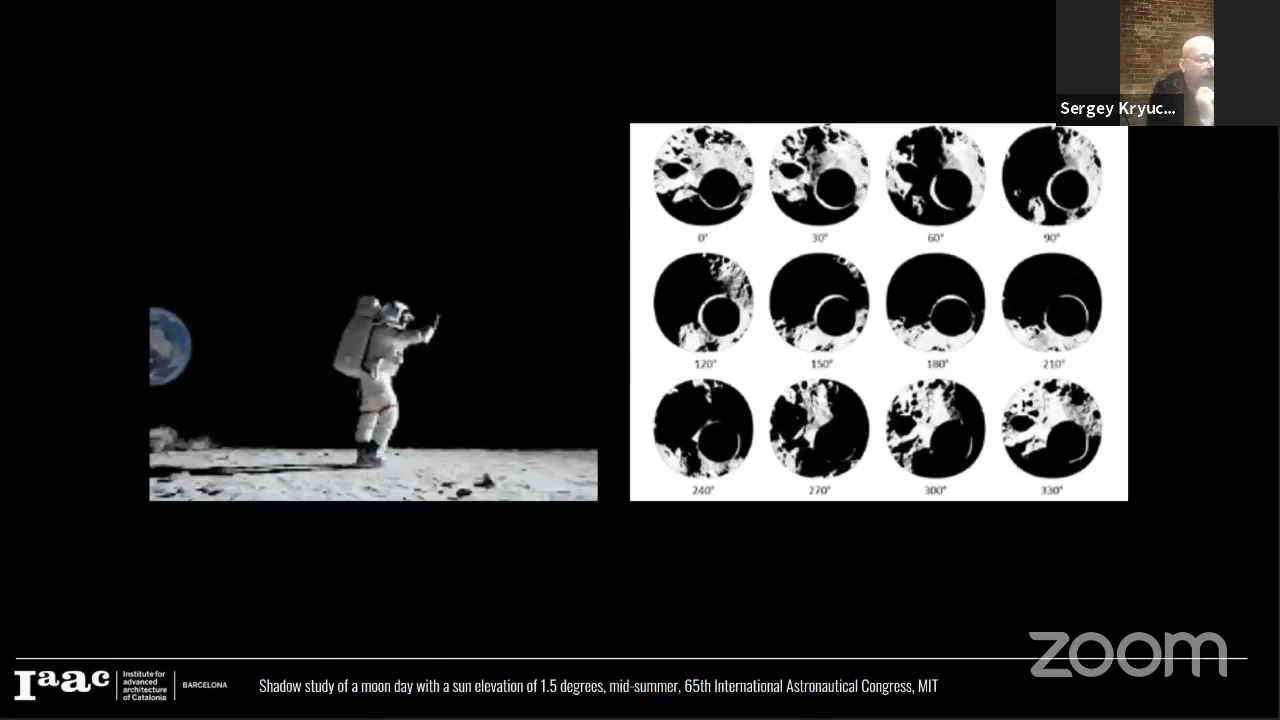 Sergey Kryuc...
0° 30° 60° 90°
120° 150° 180° 210°
240° 270° 300° 330°
zoom
Iaac
Institute for
advanced
architecture
of Catalonia
BARCELONA
Shadow study of a moon day with a sun elevation of 1.5 degrees, mid-summer, 65th International Astronautical Congress, MIT